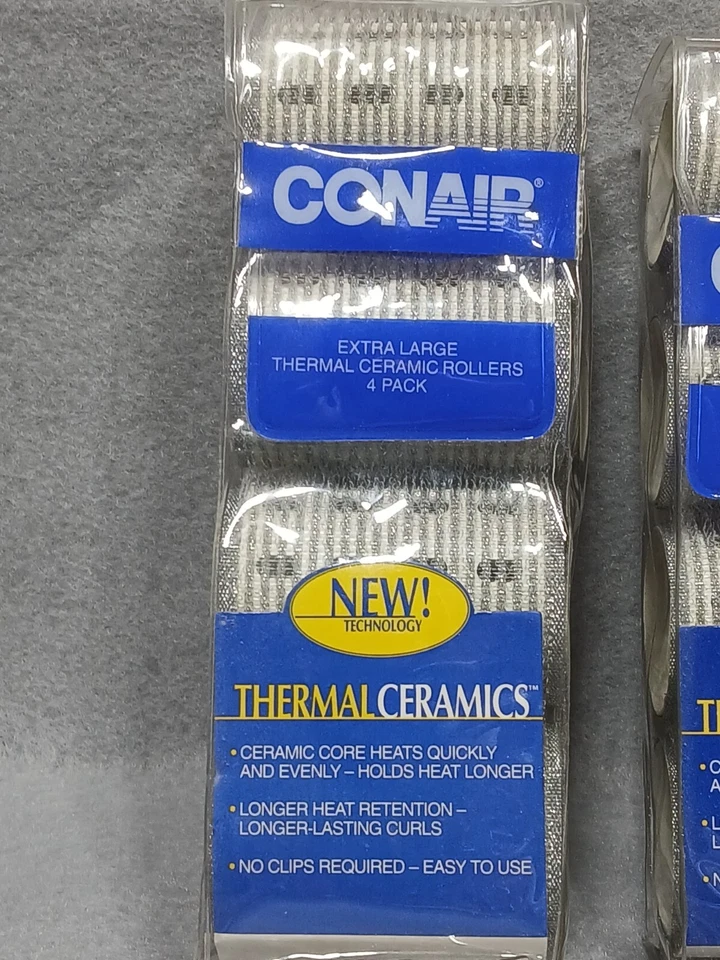 CONAIR®
EXTRA LARGE
THERMAL CERAMIC ROLLERS
4 PACK
NEW!
TECHNOLOGY
THERMALCERAMICS™
• CERAMIC CORE HEATS QUICKLY
AND EVENLY – HOLDS HEAT LONGER
• LONGER HEAT RETENTION –
LONGER-LASTING CURLS
• NO CLIPS REQUIRED – EASY TO USE